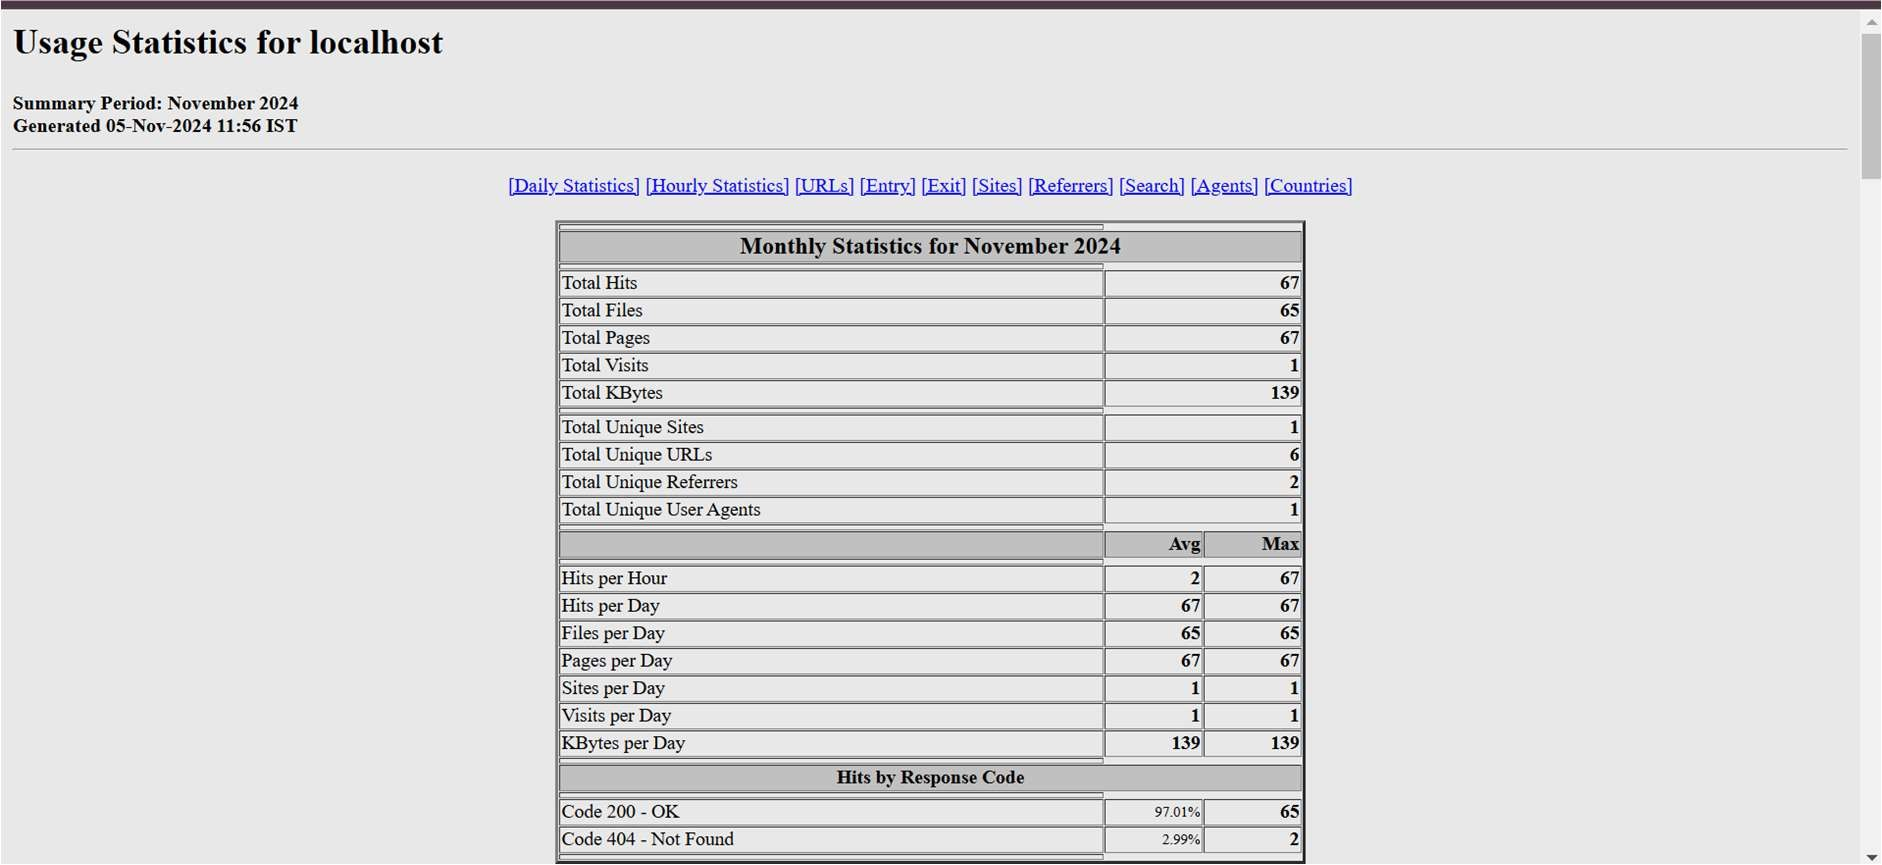 Usage Statistics for localhost
Summary Period: November 2024
Generated 05-Nov-2024 11:56 IST
[Daily Statistics] [Hourly Statistics] [URLs] [Entry] [Exit] [Sites] [Referrers] [Search] [Agents] [Countries]
Monthly Statistics for November 2024
Total Hits 67
Total Files 65
Total Pages 67
Total Visits 1
Total KBytes 139
Total Unique Sites 1
Total Unique URLs 6
Total Unique Referrers 2
Total Unique User Agents 1
Avg Max
Hits per Hour 2 67
Hits per Day 67 67
Files per Day 65 65
Pages per Day 67 67
Sites per Day 1 1
Visits per Day 1 1
KBytes per Day 139 139
Hits by Response Code
Code 200 - OK 97.01% 65
Code 404 - Not Found 2.99% 2